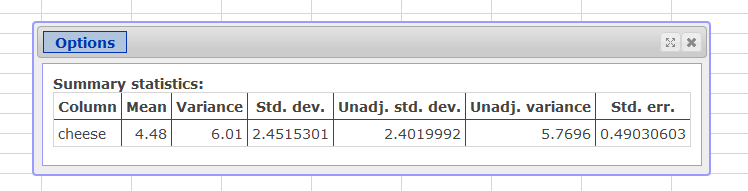 Options
Summary statistics:
Column Mean Variance Std. dev. Unadj. std. dev. Unadj. variance Std. err.
cheese 4.48 6.01 2.4515301 2.4019992 5.7696 0.49030603